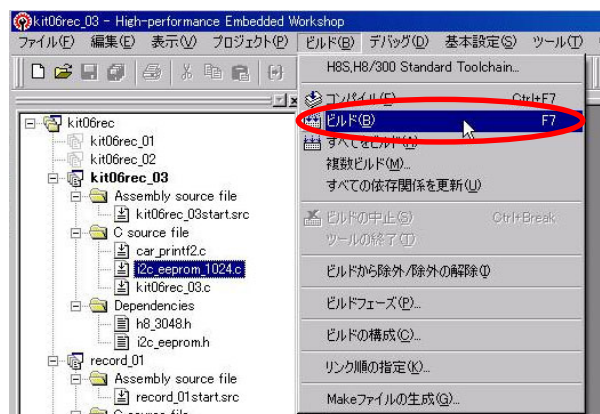 kit06rec_03 - High-performance Embedded Workshop
ファイル(F) 編集(E) 表示(V) プロジェクト(P) ビルド(B) デバッグ(D) 基本設定(S) ツール(T)
H8S,H8/300 Standard Toolchain...
コンパイル(F) Ctrl+F7
ビルド(B) F7
すべてをビルド(A)
複数ビルド(M)...
すべての依存関係を更新(U)
ビルドの中止(S) Ctrl+Break
ツールの終了(T)
ビルドから除外/除外の解除(I)
ビルドフェーズ(P)...
ビルドの構成(C)...
リンク順の指定(K)...
Makeファイルの生成(G)...
kit06rec
kit06rec_01
kit06rec_02
kit06rec_03
Assembly source file
kit06rec_03start.src
C source file
car_printf2.c
i2c_eeprom_1024.c
kit06rec_03.c
Dependencies
h8_3048.h
i2c_eeprom.h
record_01
Assembly source file
record_01start.src
C source file